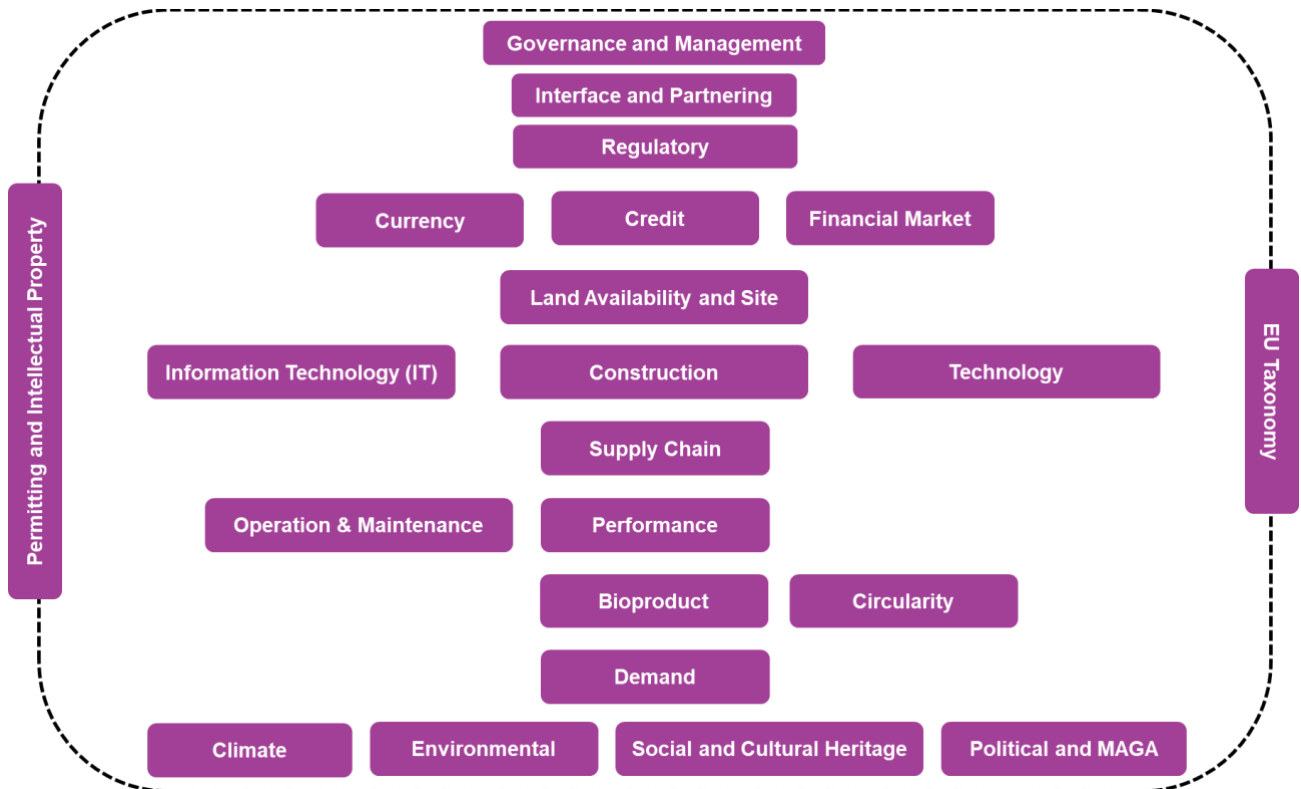 Governance and Management
Interface and Partnering
Regulatory
Currency
Credit
Financial Market
Land Availability and Site
Information Technology (IT)
Construction
Technology
Supply Chain
Operation & Maintenance
Performance
Bioproduct
Circularity
Demand
Climate
Environmental
Social and Cultural Heritage
Political and MAGA
Permitting and Intellectual Property
EU Taxonomy